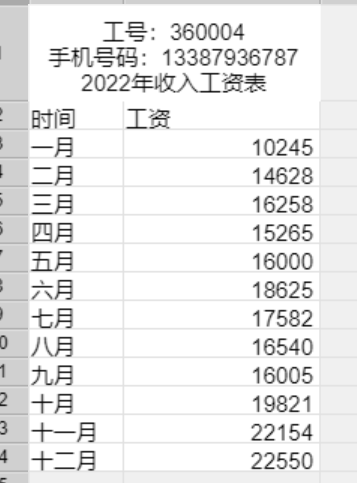 工号：360004
手机号码：13387936787
2022年收入工资表
时间 工资
一月 10245
二月 14628
三月 16258
四月 15265
五月 16000
六月 18625
七月 17582
八月 16540
九月 16005
十月 19821
十一月 22154
十二月 22550